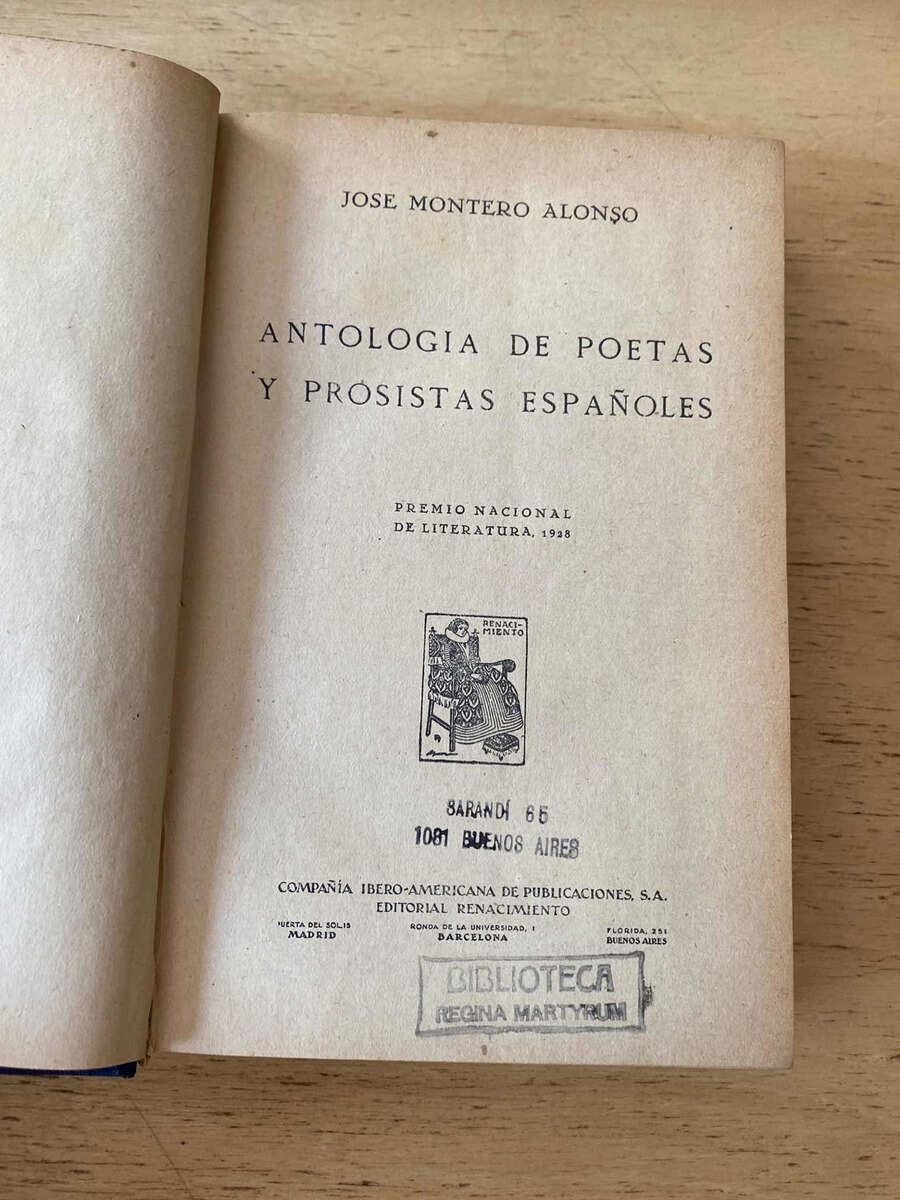 JOSE MONTERO ALONSO
ANTOLOGIA DE POETAS
Y PROSISTAS ESPAÑOLES
PREMIO NACIONAL
DE LITERATURA, 1928
RENACI-
MIENTO
SARANDÍ 65
1081 BUENOS AIRES
COMPAÑÍA IBERO-AMERICANA DE PUBLICACIONES, S.A.
EDITORIAL RENACIMIENTO
PUERTA DEL SOL, 15
MADRID
RONDA DE LA UNIVERSIDAD, 1
BARCELONA
FLORIDA, 251
BUENOS AIRES
BIBLIOTECA
REGINA MARTYRUM